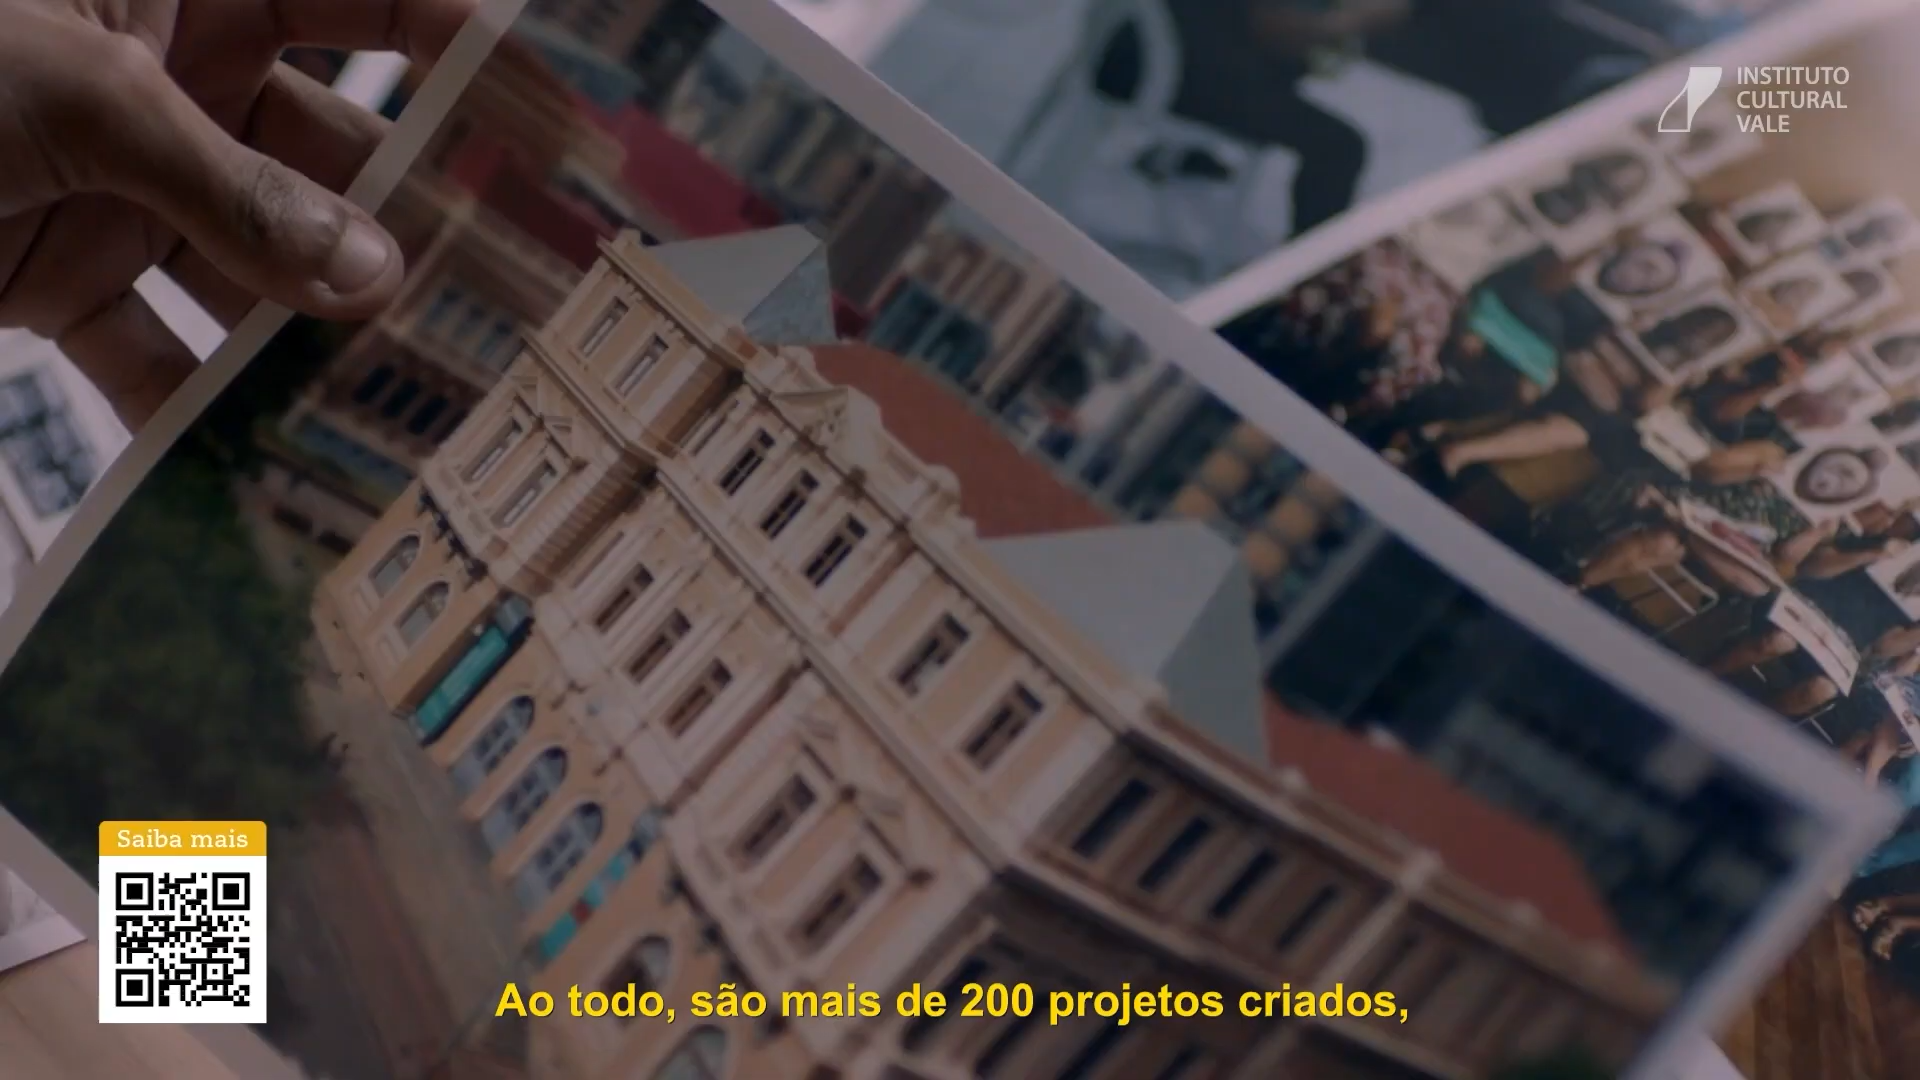 INSTITUTO
CULTURAL
VALE
Saiba mais
Ao todo, são mais de 200 projetos criados,